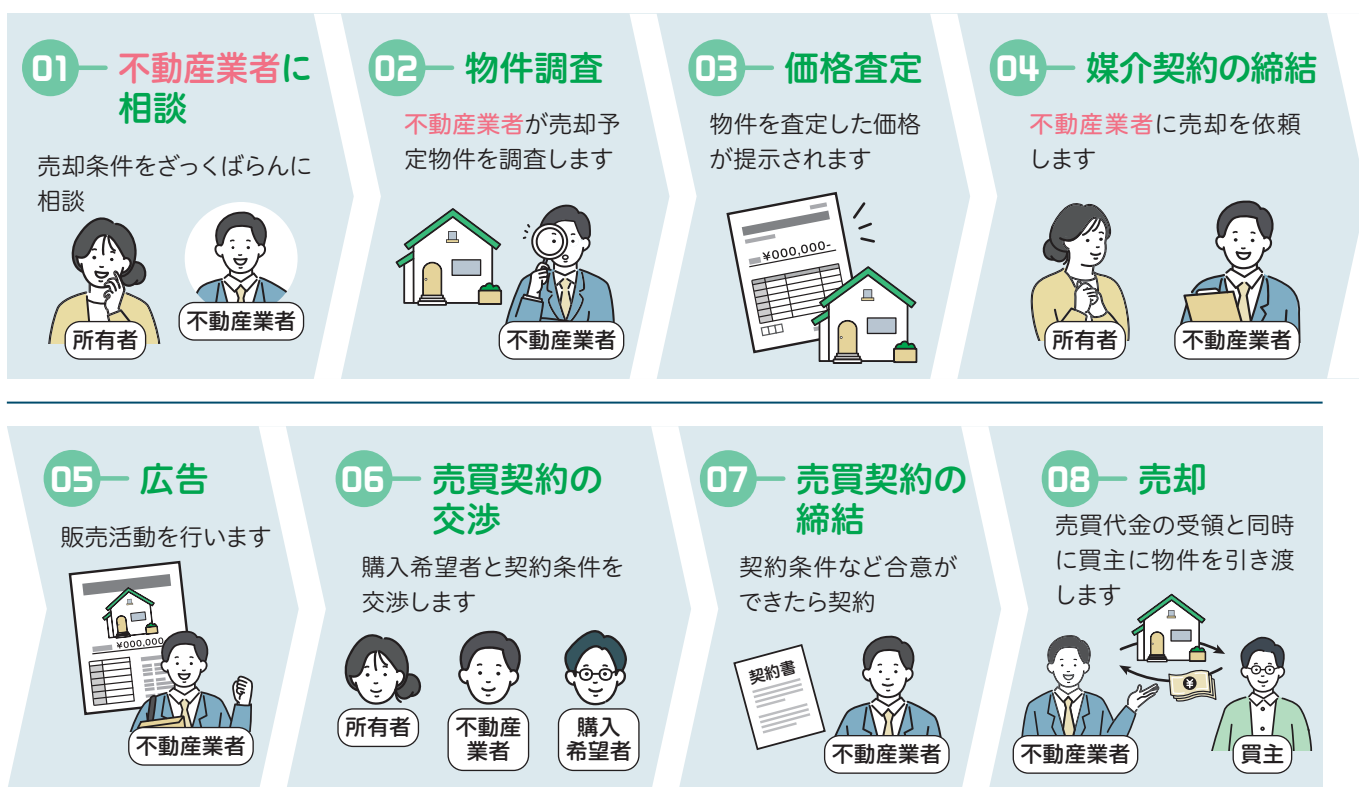 01 不動産業者に
相談
売却条件をざっくばらんに
相談
所有者
不動産業者
02 物件調査
不動産業者が売却予
定物件を調査します
不動産業者
03 価格査定
物件を査定した価格
が提示されます
¥000,000-
04 媒介契約の締結
不動産業者に売却を依頼
します
所有者
不動産業者
05 広告
販売活動を行います
¥000,000
不動産業者
06 売買契約の
交渉
購入希望者と契約条件を
交渉します
所有者
不動産
業者
購入
希望者
07 売買契約の
締結
契約条件など合意が
できたら契約
契約書
不動産業者
08 売却
売買代金の受領と同時
に買主に物件を引き渡
します
¥
不動産業者
買主